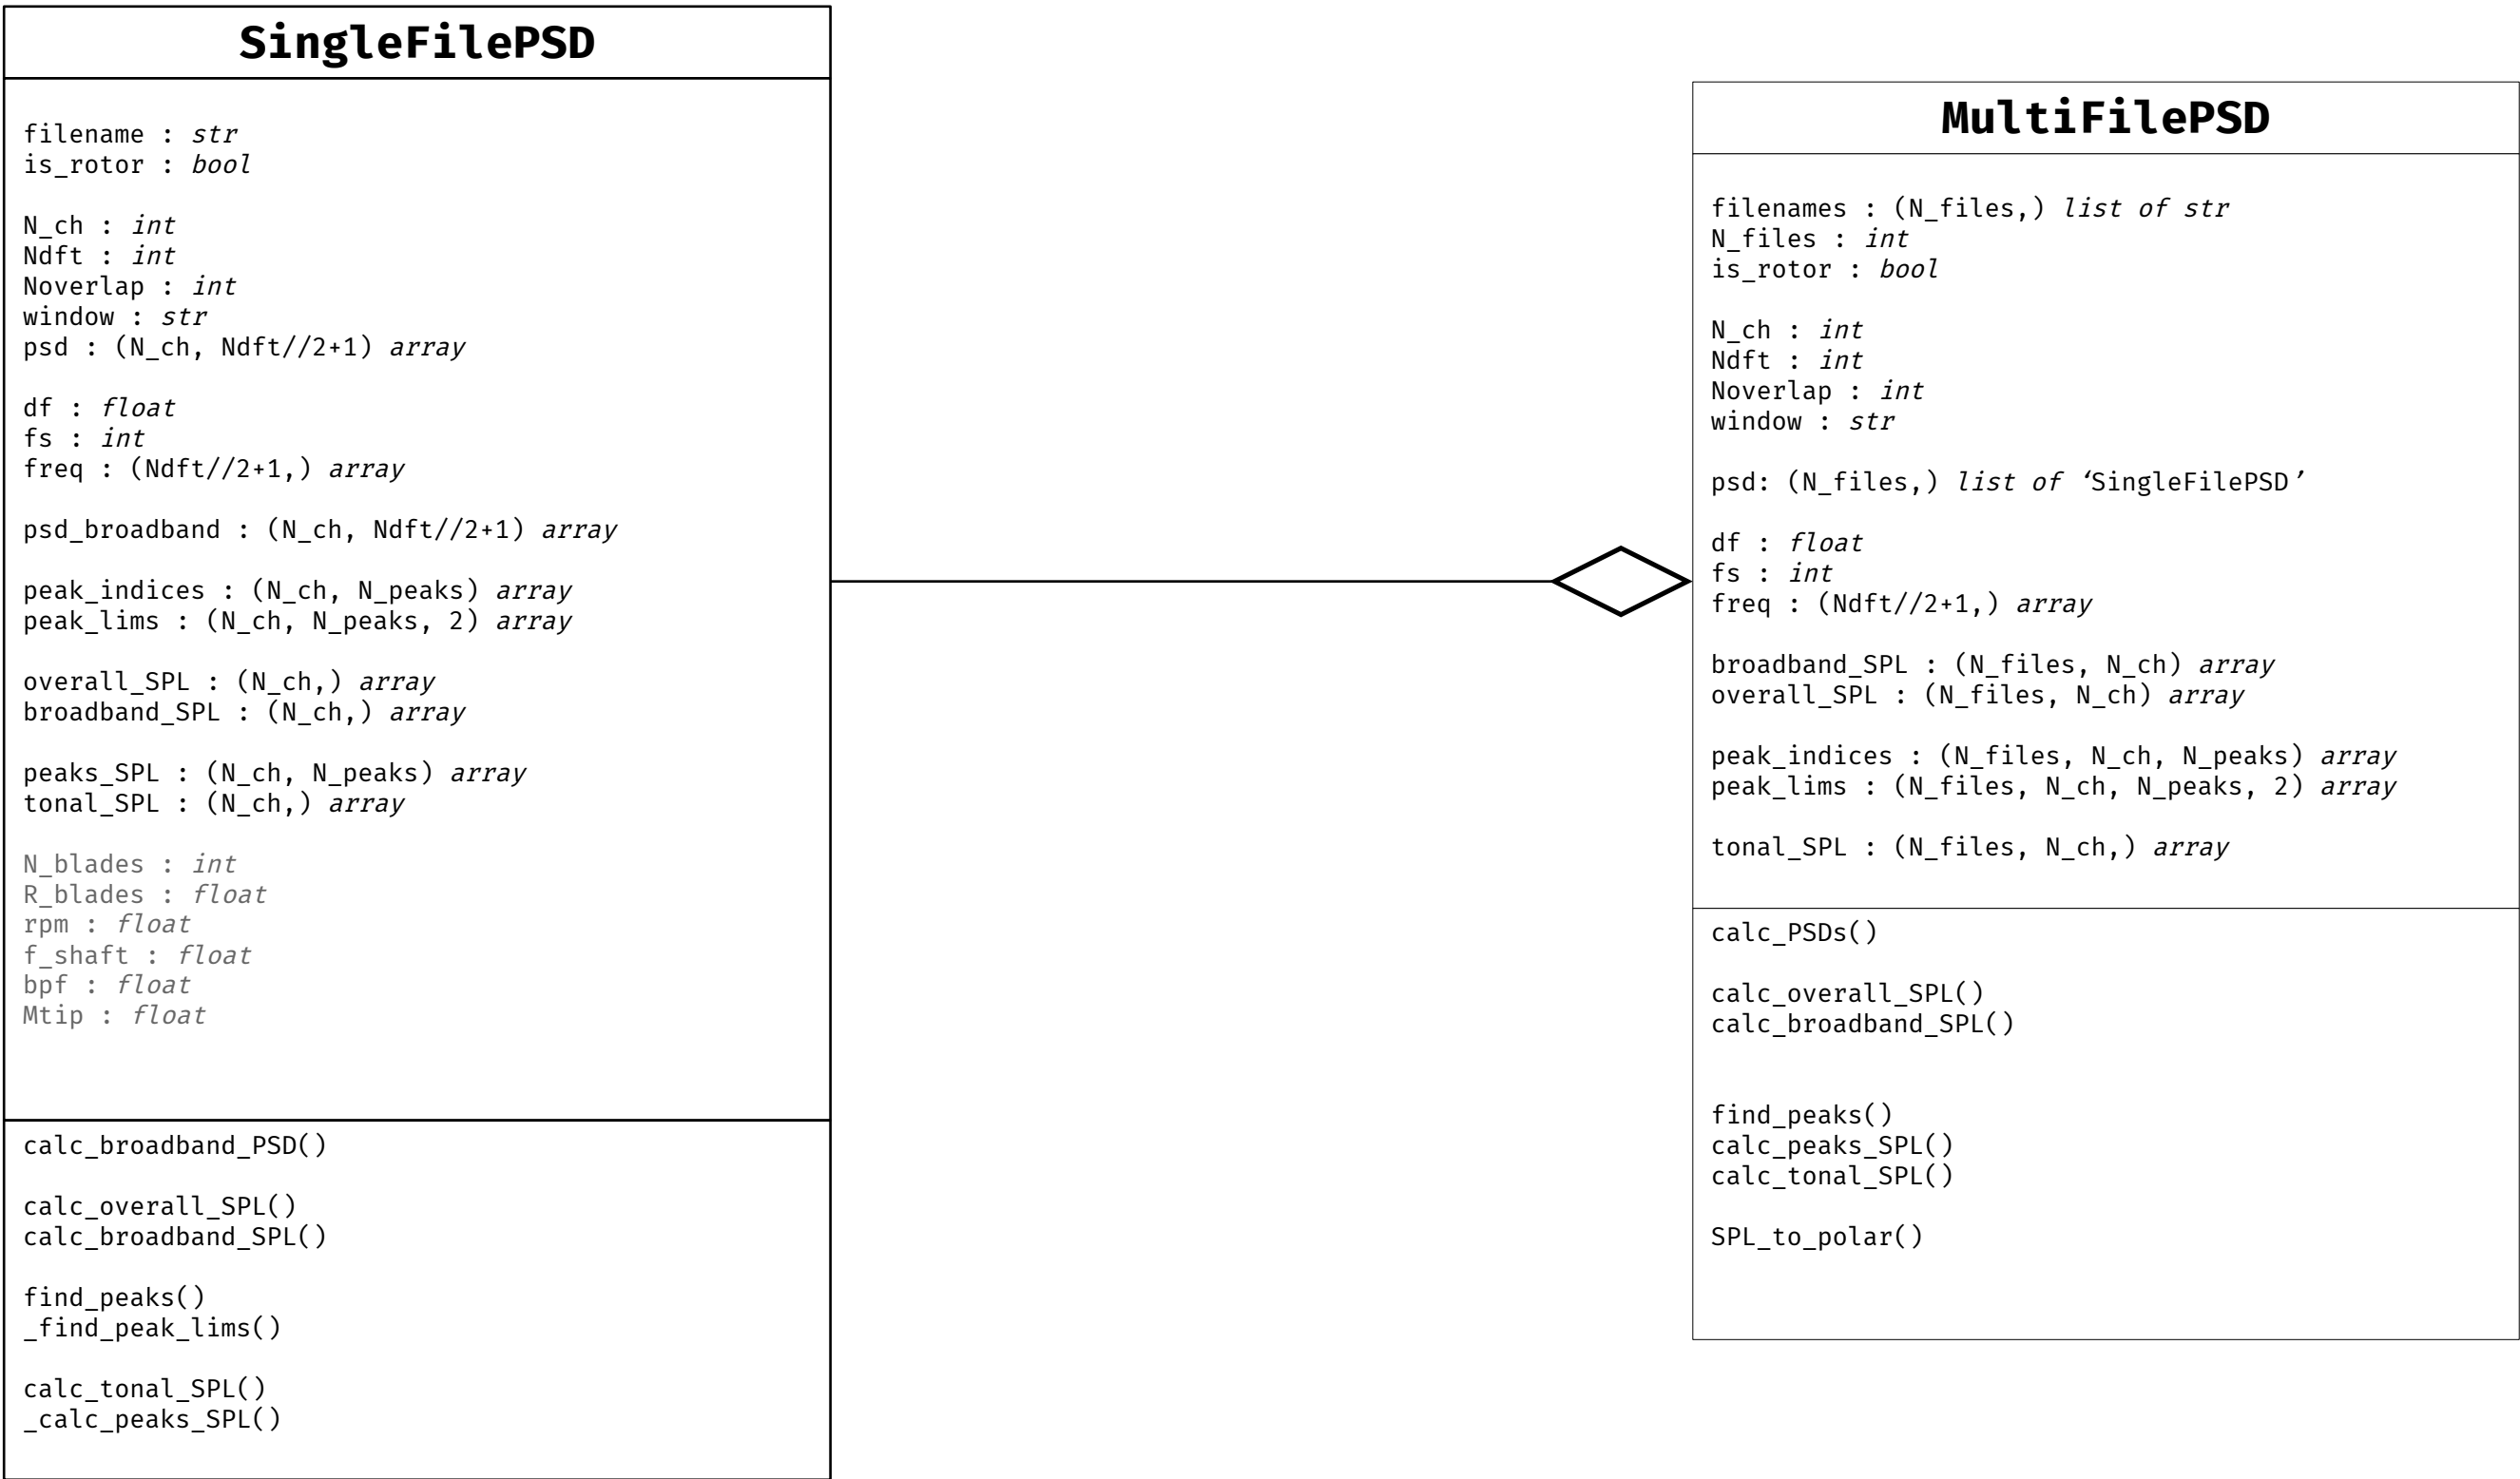 SingleFilePSD
filename : str
is_rotor : bool
N_ch : int
Ndft : int
Noverlap : int
window : str
psd : (N_ch, Ndft//2+1) array
df : float
fs : int
freq : (Ndft//2+1,) array
psd_broadband : (N_ch, Ndft//2+1) array
peak_indices : (N_ch, N_peaks) array
peak_lims : (N_ch, N_peaks, 2) array
overall_SPL : (N_ch,) array
broadband_SPL : (N_ch,) array
peaks_SPL : (N_ch, N_peaks) array
tonal_SPL : (N_ch,) array
N_blades : int
R_blades : float
rpm : float
f_shaft : float
bpf : float
Mtip : float
calc_broadband_PSD()
calc_overall_SPL()
calc_broadband_SPL()
find_peaks()
_find_peak_lims()
calc_tonal_SPL()
_calc_peaks_SPL()
MultiFilePSD
filenames : (N_files,) list of str
N_files : int
is_rotor : bool
N_ch : int
Ndft : int
Noverlap : int
window : str
psd: (N_files,) list of ‘SingleFilePSD’
df : float
fs : int
freq : (Ndft//2+1,) array
broadband_SPL : (N_files, N_ch) array
overall_SPL : (N_files, N_ch) array
peak_indices : (N_files, N_ch, N_peaks) array
peak_lims : (N_files, N_ch, N_peaks, 2) array
tonal_SPL : (N_files, N_ch,) array
calc_PSDs()
calc_overall_SPL()
calc_broadband_SPL()
find_peaks()
calc_peaks_SPL()
calc_tonal_SPL()
SPL_to_polar()